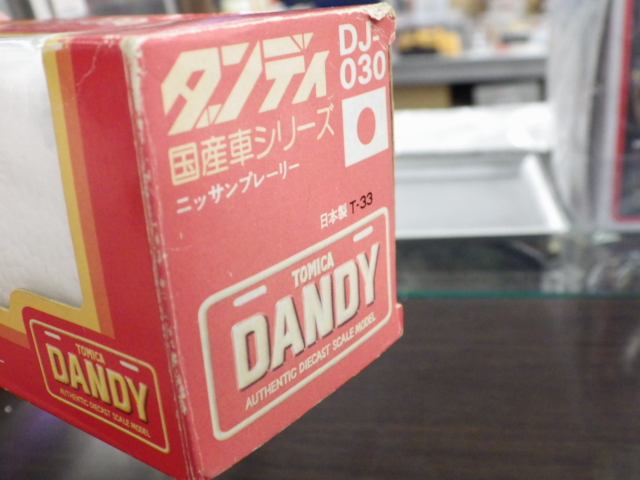 ダンディ
DJ-
030
国産車シリーズ
ニッサンプレーリー
日本製 T-33
TOMICA
DANDY
AUTHENTIC DIECAST SCALE MODEL
TOMICA
DANDY
AUTHENTIC DIECAST SCALE MODEL